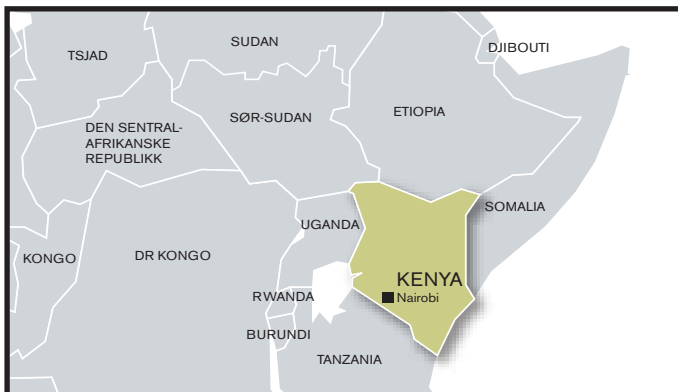 SUDAN
DJIBOUTI
TSJAD
ETIOPIA
SØR-SUDAN
DEN SENTRAL-
AFRIKANSKE
REPUBLIKK
SOMALIA
UGANDA
KONGO
DR KONGO
KENYA
Nairobi
RWANDA
BURUNDI
TANZANIA